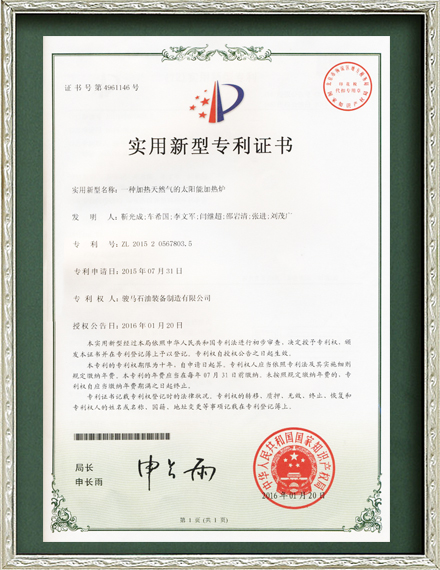 证书号第4961146号
实用新型专利证书
实用新型名称：一种加热天然气的太阳能加热炉
发 明 人：靳光成;车希国;李文军;闫继超;邵岩清;张进;刘茂广
专 利 号：ZL 2015 2 0567803.5
专利申请日：2015年07月31日
专 利 权 人：骏马石油装备制造有限公司
授权公告日：2016年01月20日
本实用新型经过本局依照中华人民共和国专利法进行初步审查，决定授予专利权，颁
发本证书并在专利登记簿上予以登记。专利权自授权公告之日起生效。
本专利的专利权期限为十年，自申请日起算。专利权人应当依照专利法及其实施细则
规定缴纳年费。本专利的年费应当在每年07月31日前缴纳。未按照规定缴纳年费的，专
利权自应当缴纳年费期满之日起终止。
专利证书记载专利权登记时的法律状况。专利权的转移、质押、无效、终止、恢复和
专利权人的姓名或名称、国籍、地址变更等事项记载在专利登记簿上。
局长
申长雨
申长雨
中华人民共和国国家知识产权局
2016年01月20日
第 1 页 (共 1 页)